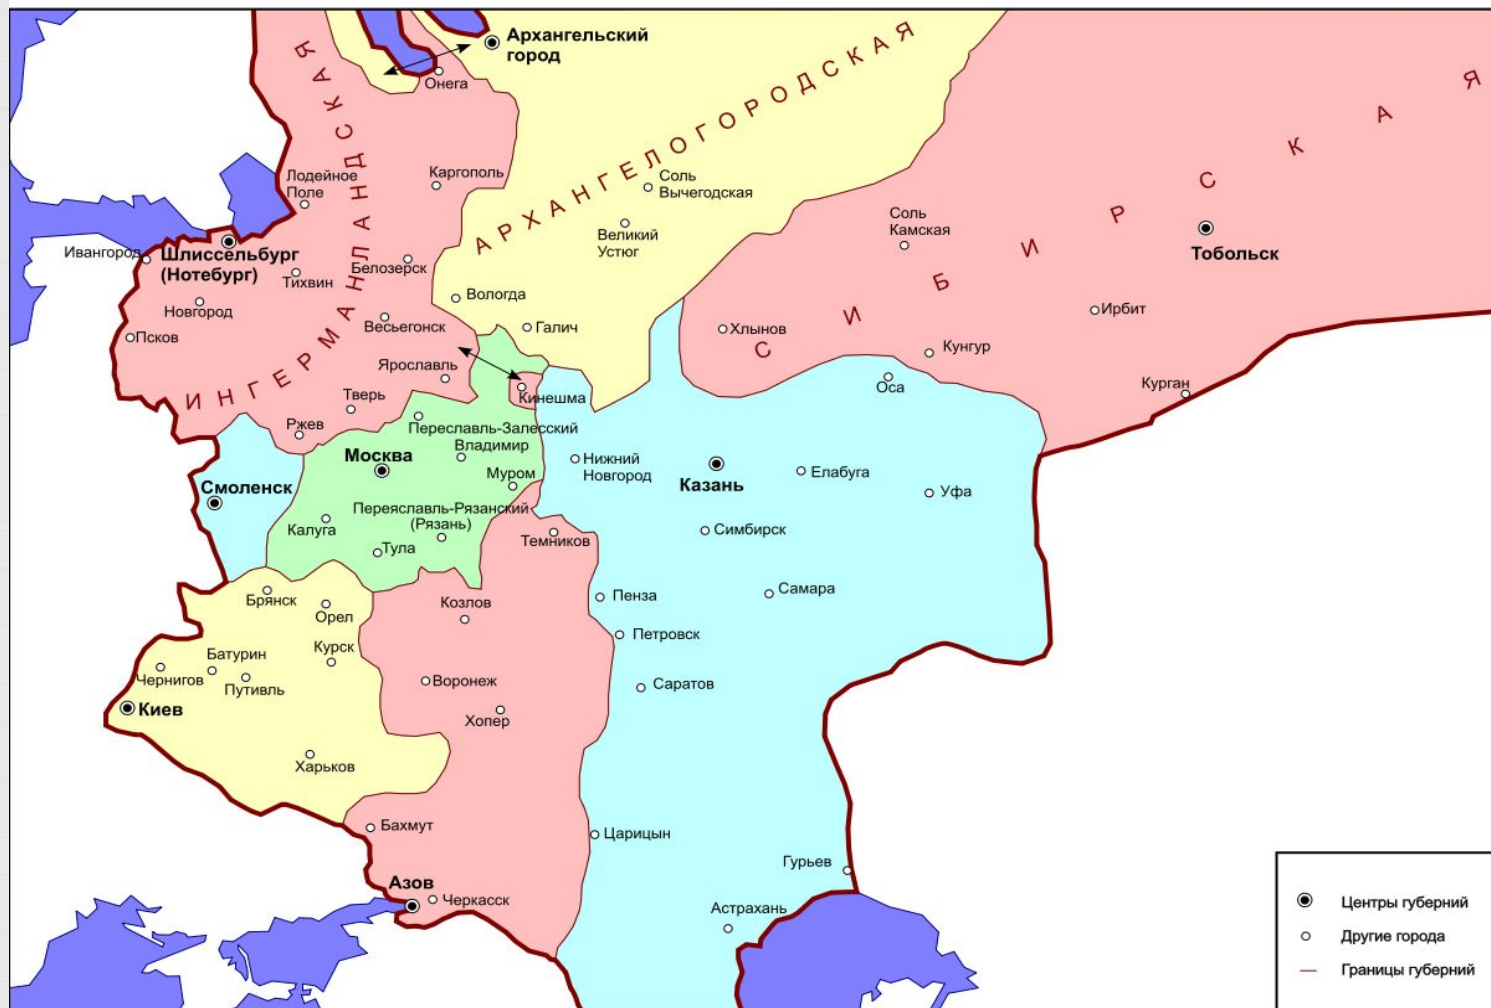 Архангельский
город
Онега
ИНГЕРМАНЛАНДСКАЯ
АРХАНГЕЛОГОРОДСКАЯ
СИБИРСКАЯ
Лодейное
Поле
Каргополь
Соль
Вычегодская
Великий
Устюг
Соль
Камская
Тобольск
Ивангород
Шлиссельбург
(Нотебург)
Тихвин
Белозерск
Новгород
Вологда
Псков
Весьегонск
Галич
Хлынов
Ирбит
Кунгур
Ярославль
Оса
Курган
Тверь
Кинешма
Ржев
Переславль-Залесский
Владимир
Москва
Нижний
Новгород
Казань
Елабуга
Муром
Смоленск
Уфа
Переяславль-Рязанский
(Рязань)
Калуга
Симбирск
Темников
Тула
Брянск
Орел
Козлов
Пенза
Самара
Петровск
Курск
Батурин
Чернигов
Путивль
Воронеж
Саратов
Киев
Хопер
Харьков
Бахмут
Царицын
Гурьев
Азов
Черкасск
Астрахань
Центры губерний
Другие города
Границы губерний